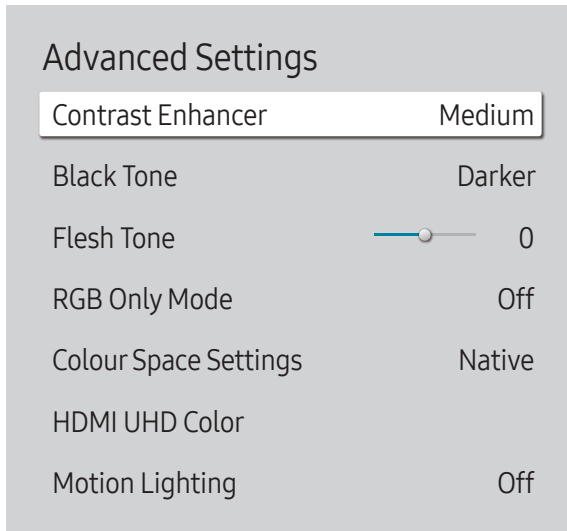 Advanced Settings
Contrast Enhancer Medium
Black Tone Darker
Flesh Tone 0
RGB Only Mode Off
Colour Space Settings Native
HDMI UHD Color
Motion Lighting Off